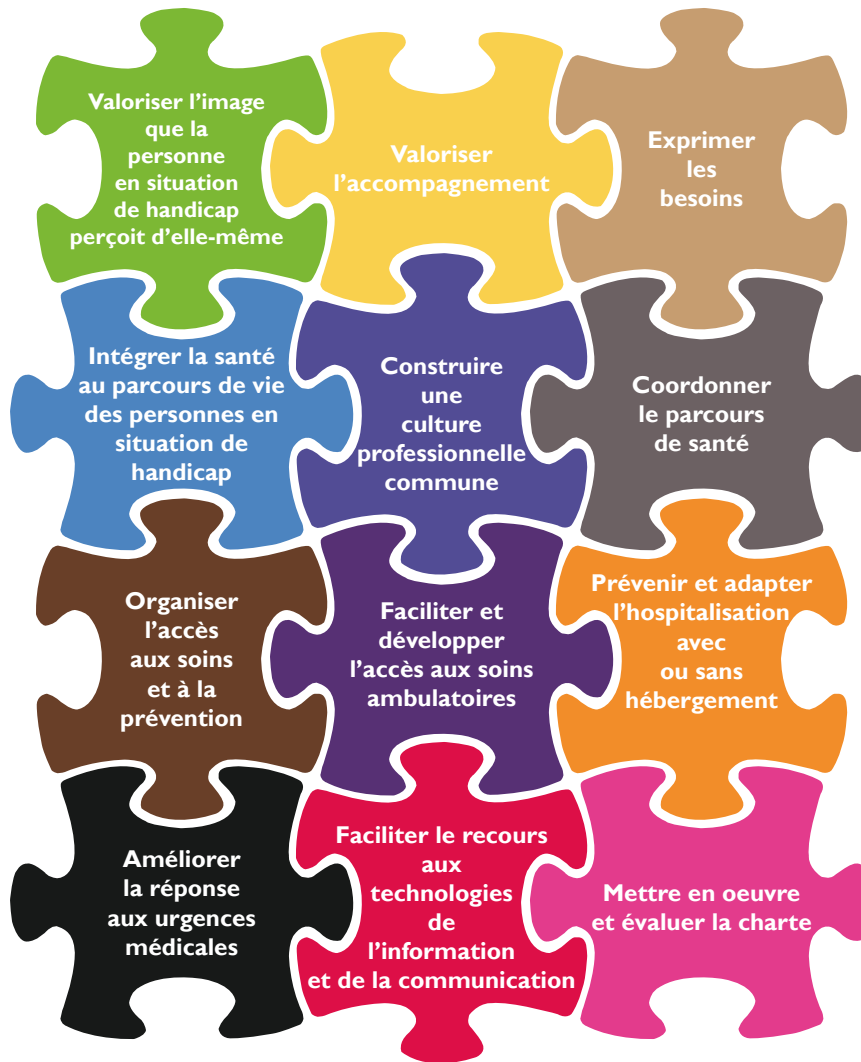 Valoriser l'image
que la
personne
en situation
de handicap
perçoit d'elle-même
Valoriser
l'accompagnement
Exprimer
les
besoins
Intégrer la santé
au parcours de vie
des personnes en
situation de
handicap
Construire
une
culture
professionnelle
commune
Coordonner
le parcours
de santé
Organiser
l'accès
aux soins
et à la
prévention
Faciliter et
développer
l'accès aux soins
ambulatoires
Prévenir et adapter
l'hospitalisation
avec
ou sans
hébergement
Améliorer
la réponse
aux urgences
médicales
Faciliter le recours
aux
technologies
de
l'information
et de la communication
Mettre en oeuvre
et évaluer la charte